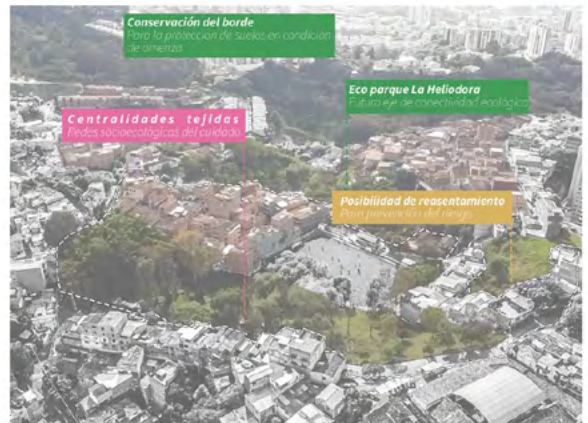 Conservación del borde
Para la protección de suelos en condición
de amenza
Eco parque La Heliodora
Futuro eje de conectividad ecológica
Centralidades tejidas
Redes socioecológicas del cuidado
Posibilidad de reasentamiento
Para prevención del riesgo